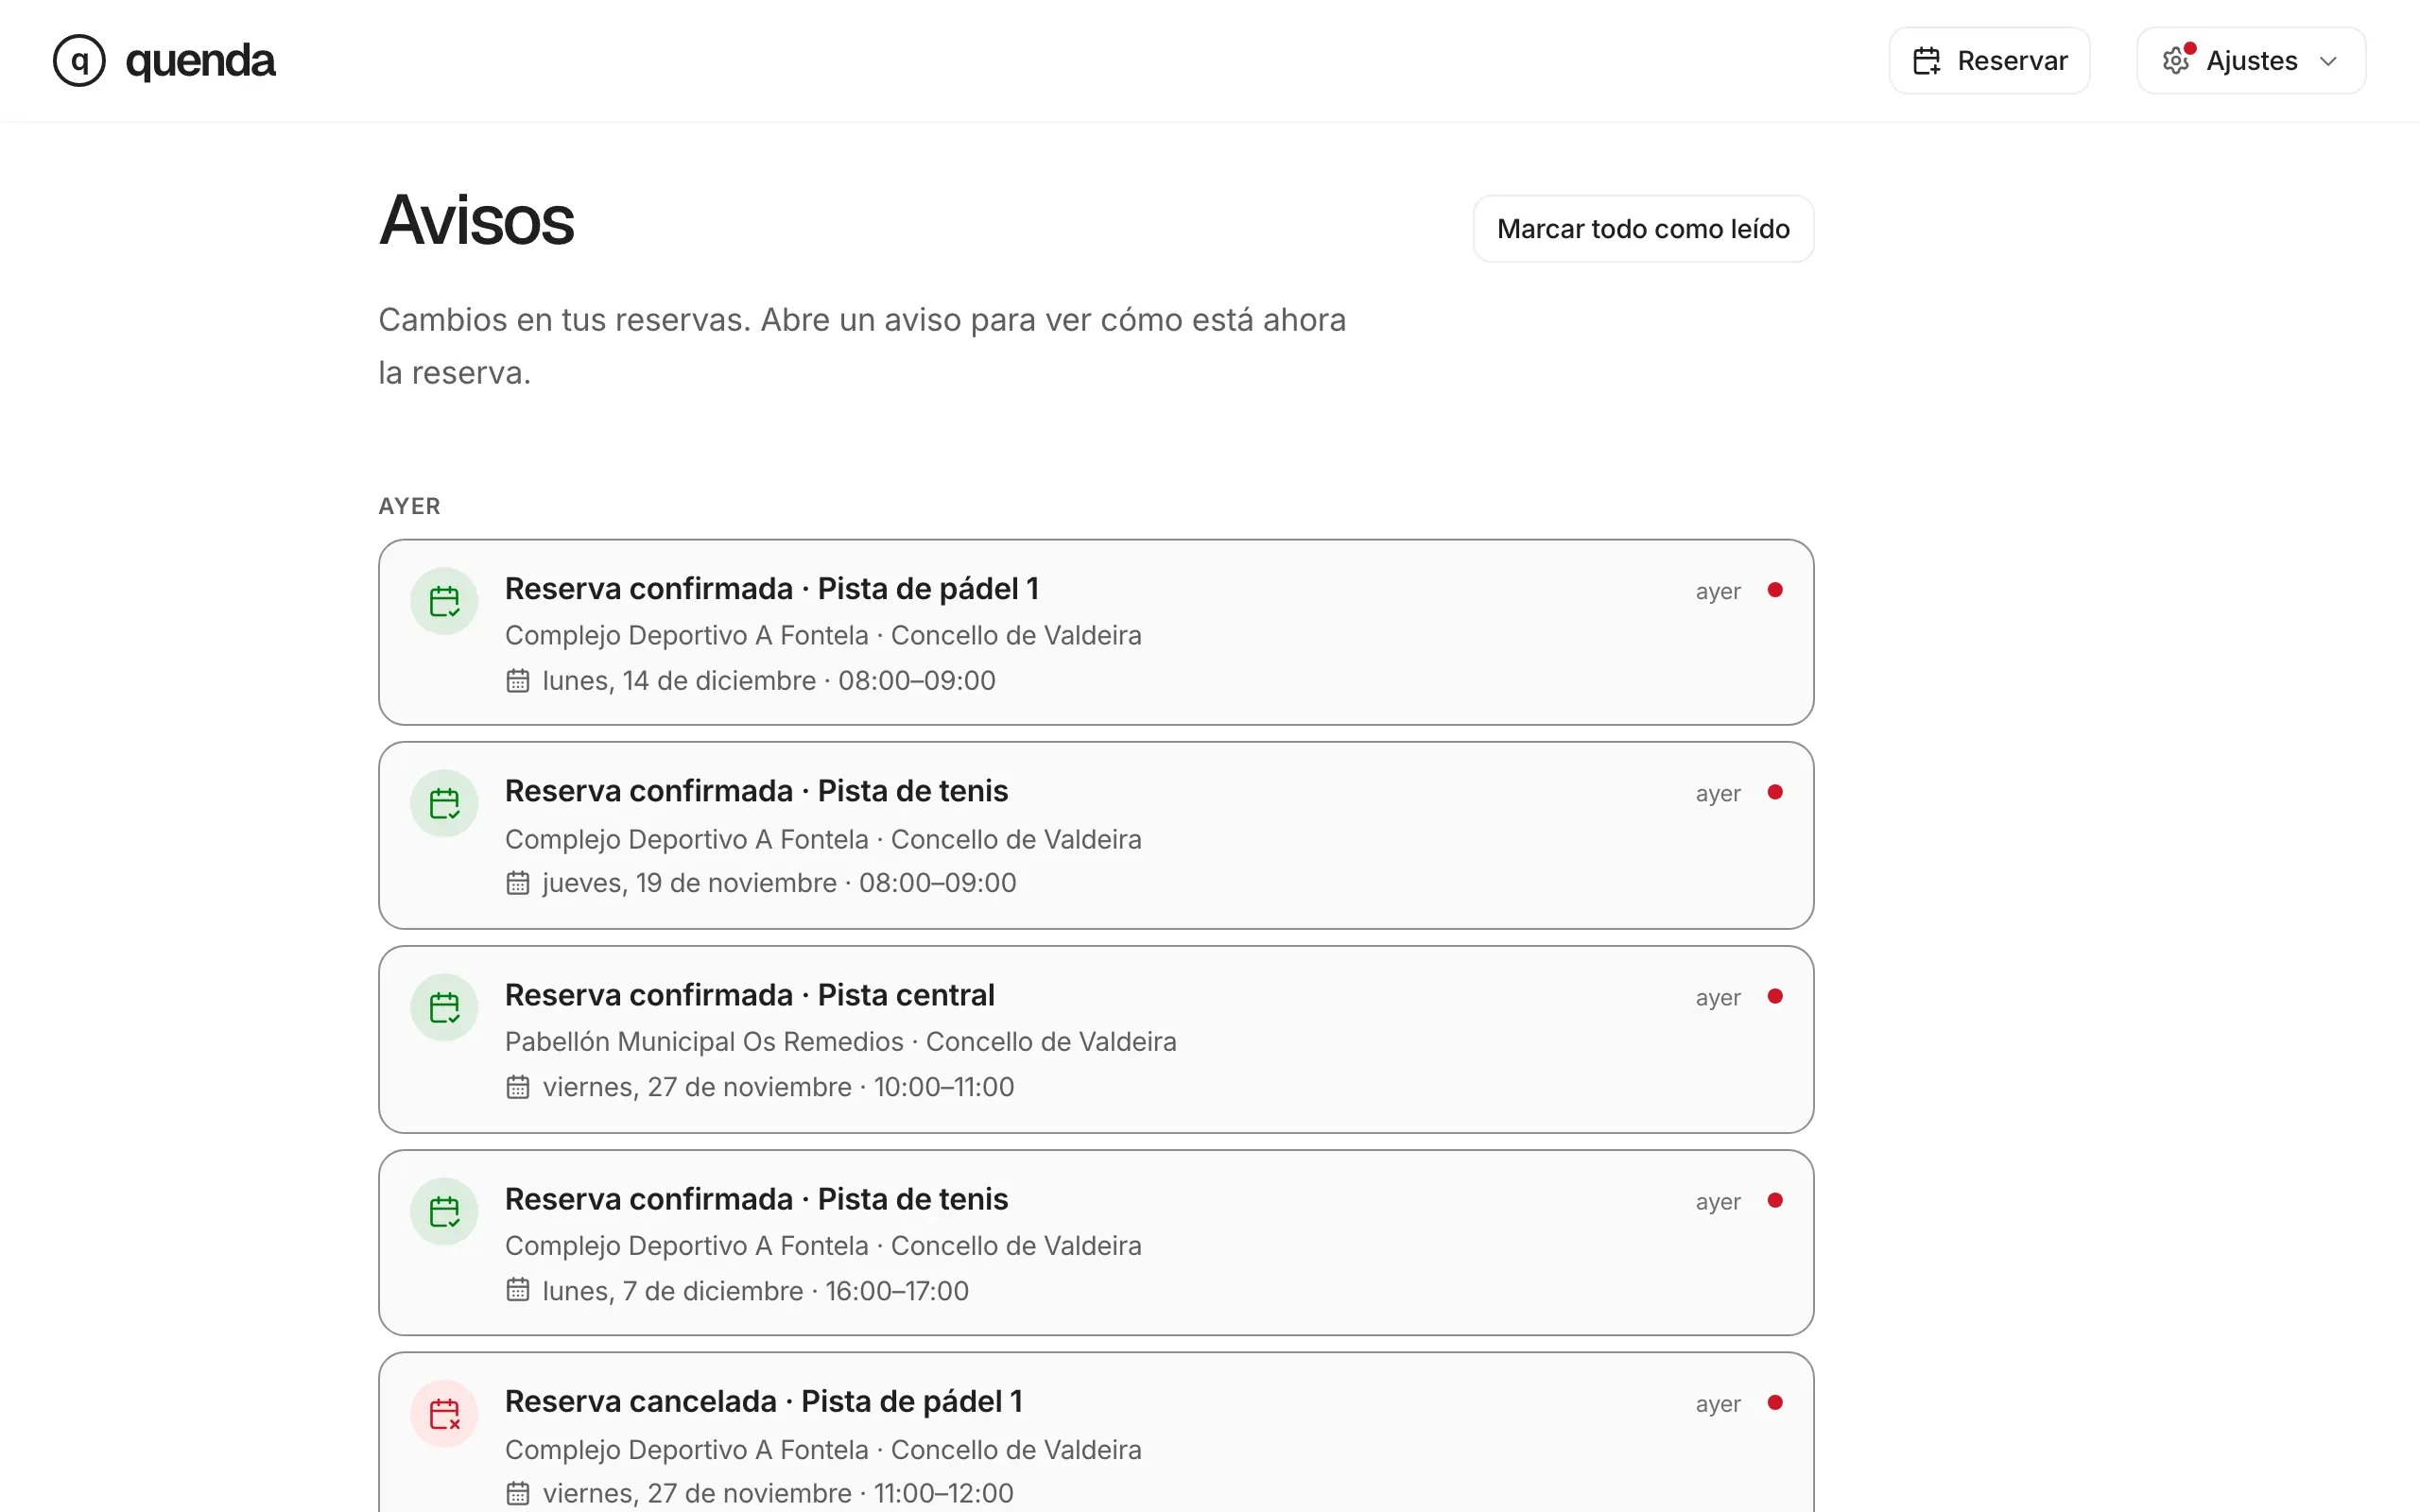 q quenda
Reservar
Ajustes
Avisos
Marcar todo como leído
Cambios en tus reservas. Abre un aviso para ver cómo está ahora
la reserva.
AYER
Reserva confirmada · Pista de pádel 1
ayer
Complejo Deportivo A Fontela · Concello de Valdeira
lunes, 14 de diciembre · 08:00–09:00
Reserva confirmada · Pista de tenis
ayer
Complejo Deportivo A Fontela · Concello de Valdeira
jueves, 19 de noviembre · 08:00–09:00
Reserva confirmada · Pista central
ayer
Pabellón Municipal Os Remedios · Concello de Valdeira
viernes, 27 de noviembre · 10:00–11:00
Reserva confirmada · Pista de tenis
ayer
Complejo Deportivo A Fontela · Concello de Valdeira
lunes, 7 de diciembre · 16:00–17:00
Reserva cancelada · Pista de pádel 1
ayer
Complejo Deportivo A Fontela · Concello de Valdeira
viernes, 27 de noviembre · 11:00–12:00